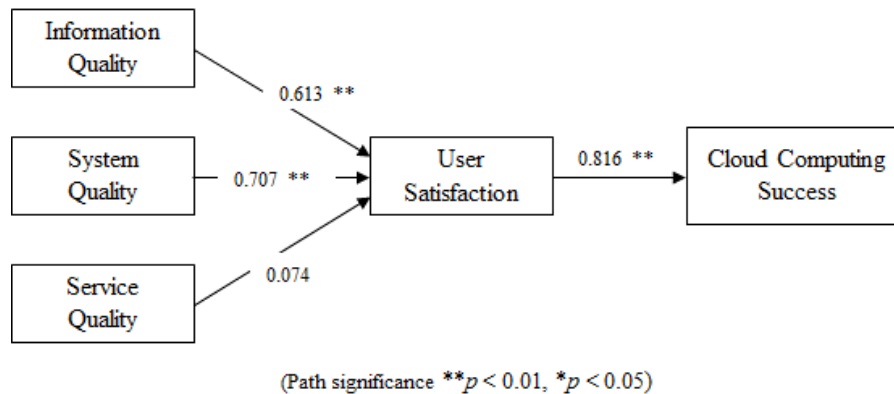 Information
Quality
0.613 **
System
Quality
0.707 **
User
Satisfaction
0.816 **
Cloud Computing
Success
Service
Quality
0.074
(Path significance **p < 0.01, *p < 0.05)